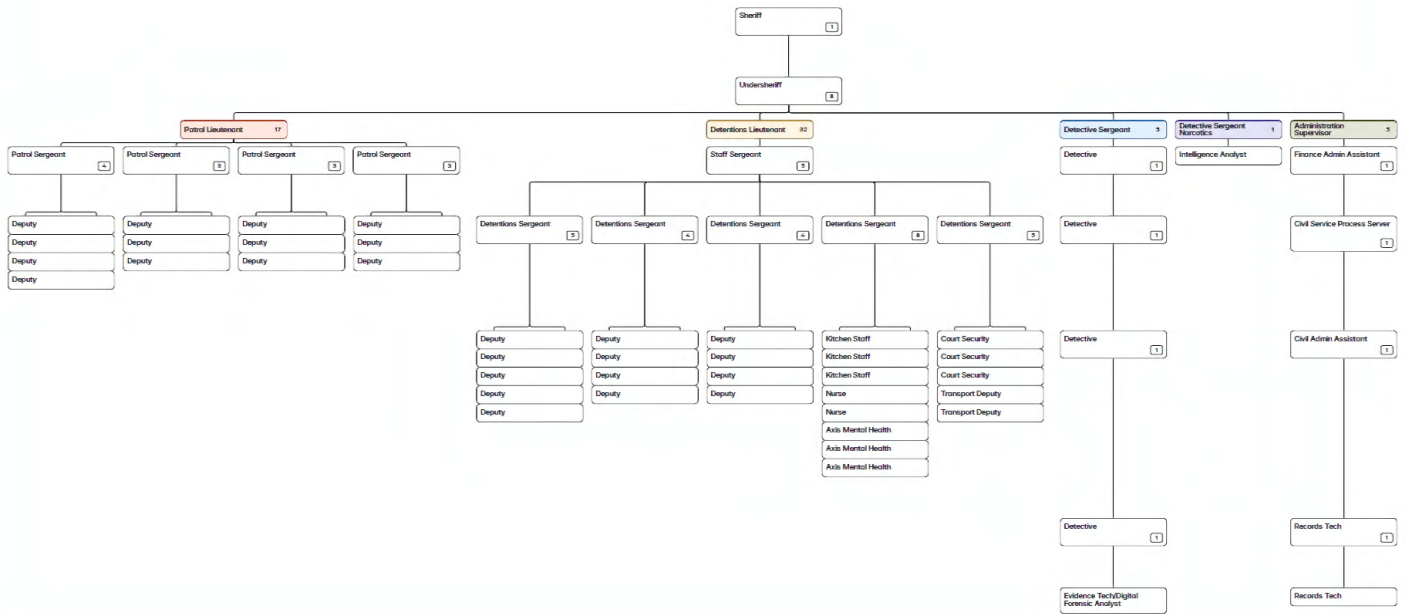 Sheriff
1
Undersheriff
8
Patrol Lieutenant 17
Detentions Lieutenant 32
Detective Sergeant 5
Detective Sergeant
Narcotics 1
Administration
Supervisor 5
Patrol Sergeant
4
Patrol Sergeant
3
Patrol Sergeant
3
Patrol Sergeant
3
Staff Sergeant
5
Detective
1
Intelligence Analyst
Finance Admin Assistant
1
Deputy
Deputy
Deputy
Deputy
Deputy
Deputy
Deputy
Deputy
Deputy
Deputy
Deputy
Deputy
Deputy
Detentions Sergeant
5
Detentions Sergeant
4
Detentions Sergeant
4
Detentions Sergeant
8
Detentions Sergeant
5
Detective
1
Civil Service Process Server
1
Deputy
Deputy
Deputy
Deputy
Deputy
Deputy
Deputy
Deputy
Deputy
Deputy
Deputy
Deputy
Deputy
Kitchen Staff
Kitchen Staff
Kitchen Staff
Nurse
Nurse
Axis Mental Health
Axis Mental Health
Axis Mental Health
Court Security
Court Security
Court Security
Transport Deputy
Transport Deputy
Detective
1
Civil Admin Assistant
1
Detective
1
Records Tech
1
Evidence Tech/Digital
Forensic Analyst
Records Tech